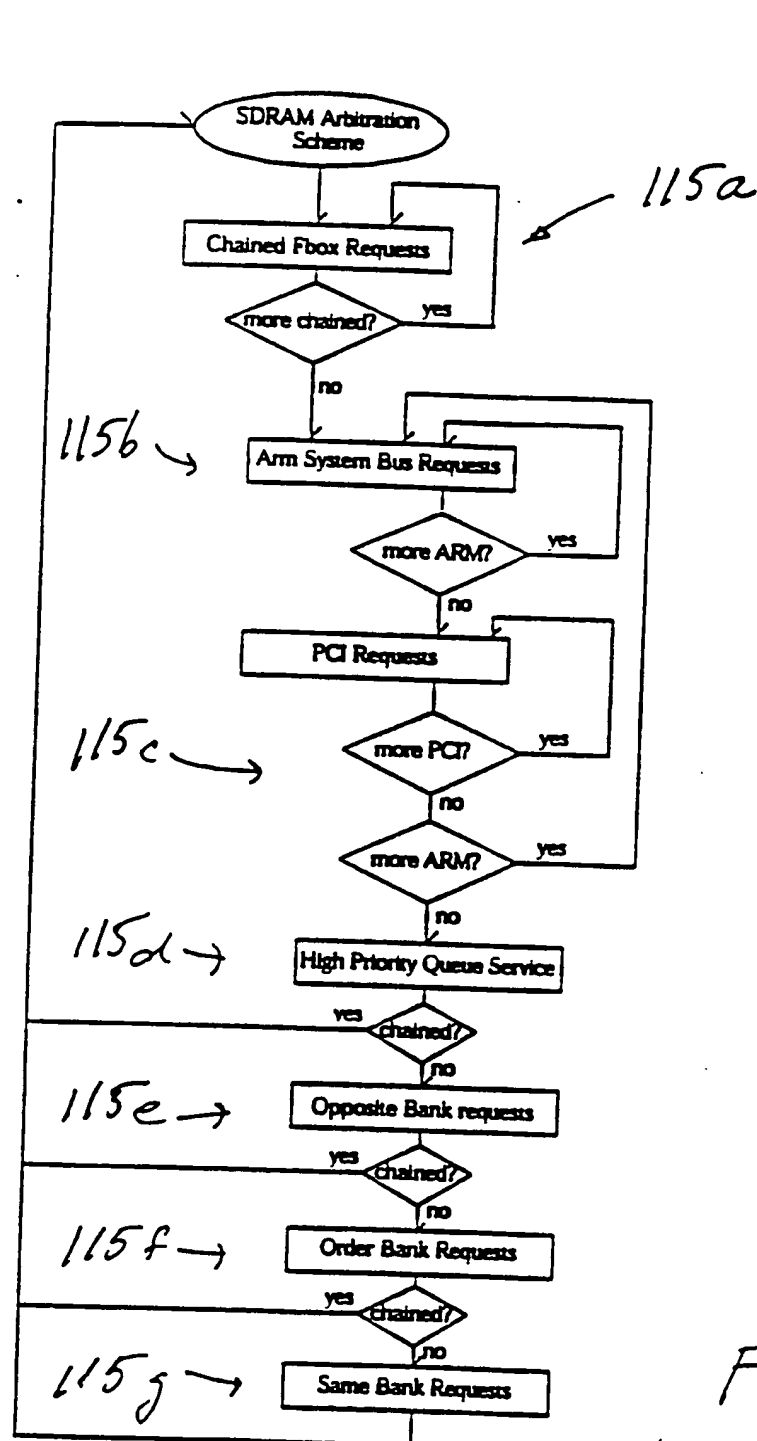 SDRAM Arbitration
Scheme
115a
Chained Fbox Requests
more chained?
yes
no
115b
Arm System Bus Requests
more ARM?
yes
no
PCI Requests
115c
more PCI?
yes
no
more ARM?
yes
no
115d
High Priority Queue Service
yes
chained?
no
115e
Opposite Bank requests
yes
chained?
no
115f
Order Bank Requests
yes
chained?
no
115g
Same Bank Requests
F